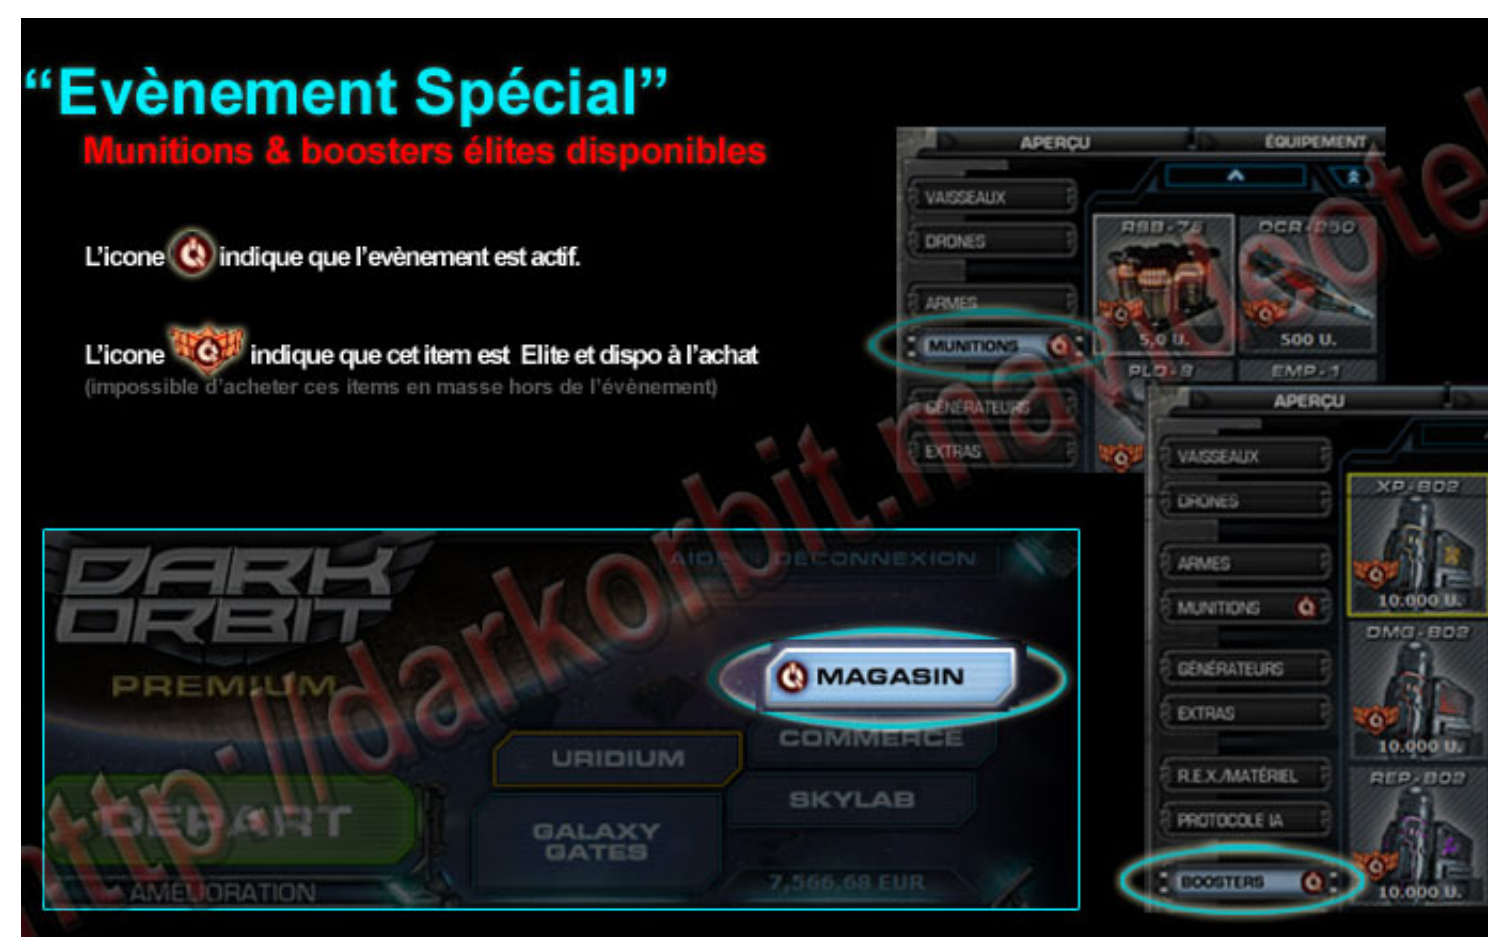 “Evènement Spécial”
Munitions & boosters élites disponibles
L’icone indique que l’evènement est actif.
L’icone indique que cet item est Elite et dispo à l’achat
(impossible d’acheter ces items en masse hors de l’évènement)
APERÇU
ÉQUIPEMENT
VAISSEAUX
DRONES
ARMES
MUNITIONS
GÉNÉRATEURS
EXTRAS
RSB-75
DCR-250
5,0 U.
500 U.
PLD-8
EMP-1
APERÇU
VAISSEAUX
DRONES
ARMES
MUNITIONS
GÉNÉRATEURS
EXTRAS
R.E.X./MATÉRIEL
PROTOCOLE IA
BOOSTERS
XP-B02
10.000 U.
DMG-B02
10.000 U.
REP-B02
10.000 U.
DARK
ORBIT
PREMIUM
AIDE
DÉCONNEXION
MAGASIN
COMMERCE
URIDIUM
SKYLAB
GALAXY
GATES
DÉPART
AMÉLIORATION
7,566,68 EUR
http://darkorbit.mavideotek